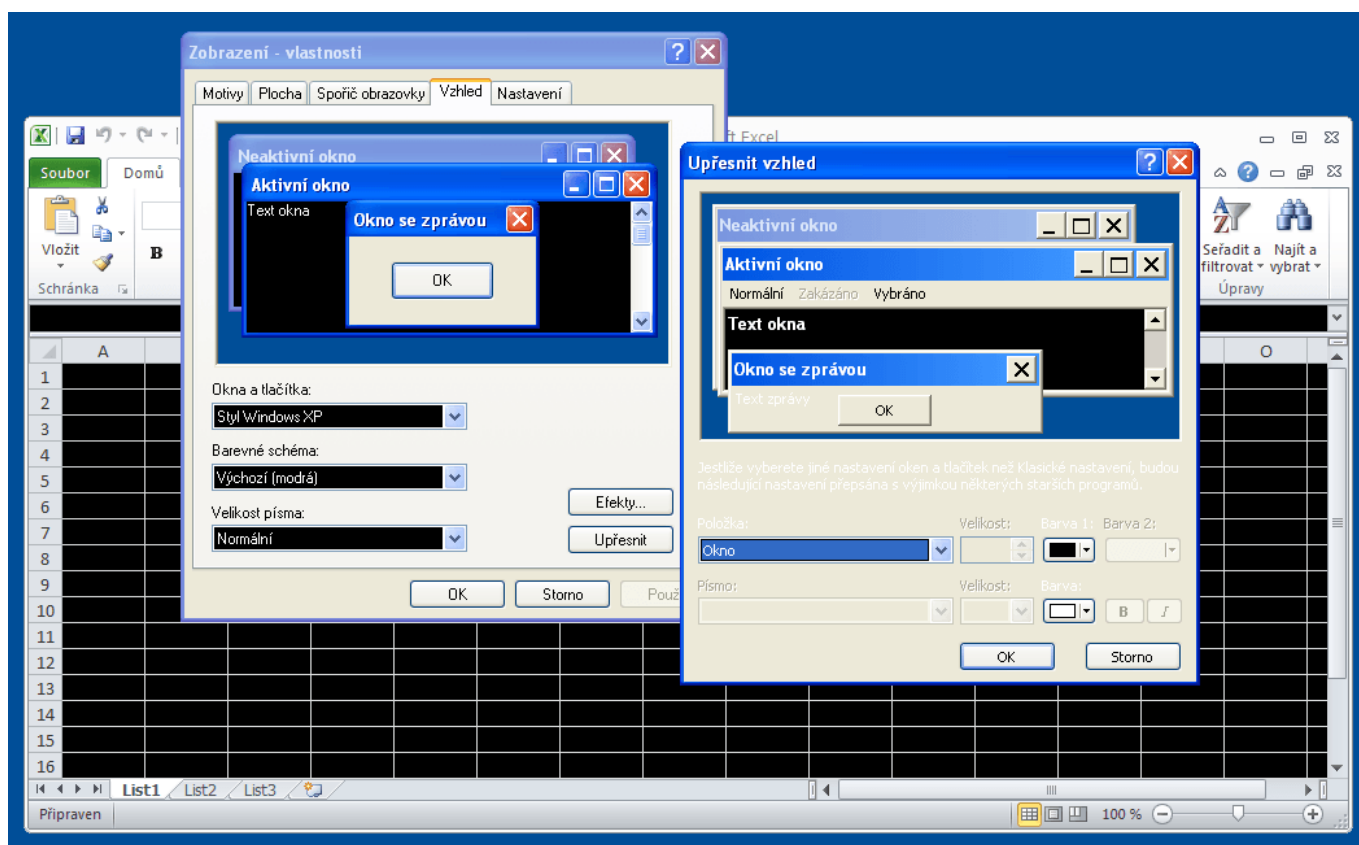 Zobrazení - vlastnosti
Motivy Plocha Spořič obrazovky Vzhled Nastavení
Neaktivní okno
Aktivní okno
Text okna
Okno se zprávou
OK
Okna a tlačítka:
Styl Windows XP
Barevné schéma:
Výchozí (modrá)
Velikost písma:
Normální
Efekty...
Upřesnit
OK Storno Použ
ft Excel
Soubor Domů
Vložit
B
Schránka
Seřadit a filtrovat
Najít a vybrat
Úpravy
Upřesnit vzhled
Neaktivní okno
Aktivní okno
Normální Zakázáno Vybráno
Text okna
Okno se zprávou
Text zprávy
OK
Jestliže vyberete jiné nastavení oken a tlačítek než Klasické nastavení, budou
následující nastavení přepsána s výjimkou některých starších programů.
Položka: Velikost: Barva 1: Barva 2:
Okno
Písmo: Velikost: Barva:
B I
OK Storno
A O
1
2
3
4
5
6
7
8
9
10
11
12
13
14
15
16
List1 List2 List3
Připraven 100 %